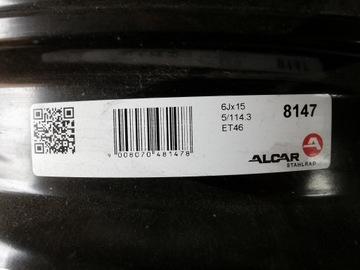 6Jx15
5/114.3
ET46
8147
9 008070 481478
ALCAR
STAHLRAD